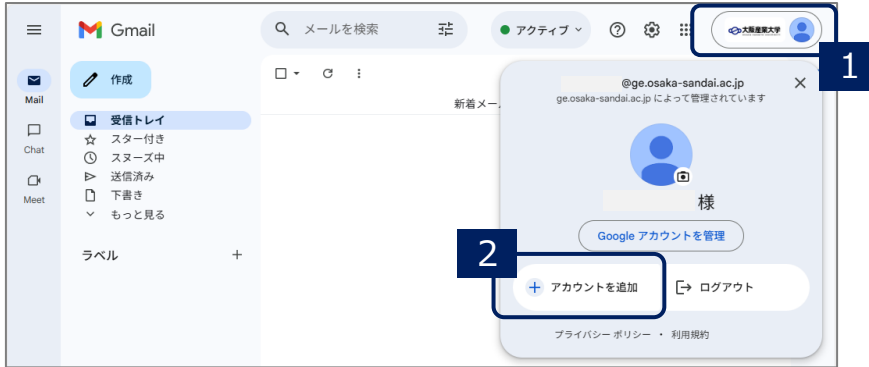 Gmail
メールを検索
アクティブ
大阪産業大学
1
Mail
Chat
Meet
作成
受信トレイ
スター付き
スヌーズ中
送信済み
下書き
もっと見る
ラベル
新着メー
@ge.osaka-sandai.ac.jp
ge.osaka-sandai.ac.jp によって管理されています
様
Google アカウントを管理
2
アカウントを追加
ログアウト
プライバシー ポリシー ・ 利用規約